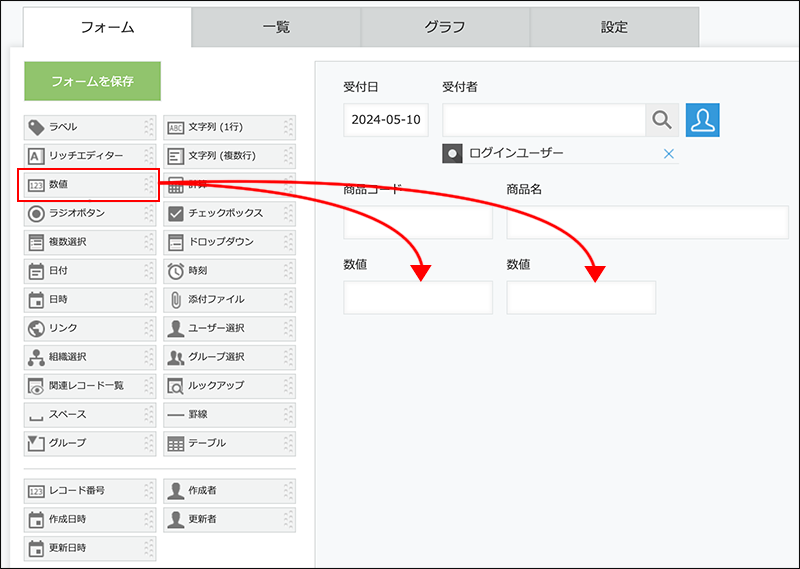 フォーム
一覧
グラフ
設定
フォームを保存
ラベル
ABC 文字列 (1行)
A リッチエディター
文字列 (複数行)
123 数値
計算
ラジオボタン
チェックボックス
複数選択
ドロップダウン
日付
時刻
日時
添付ファイル
リンク
ユーザー選択
組織選択
グループ選択
関連レコード一覧
ルックアップ
スペース
罫線
グループ
テーブル
123 レコード番号
作成者
作成日時
更新者
更新日時
受付日
受付者
2024-05-10
ログインユーザー
商品コード
商品名
数値
数値